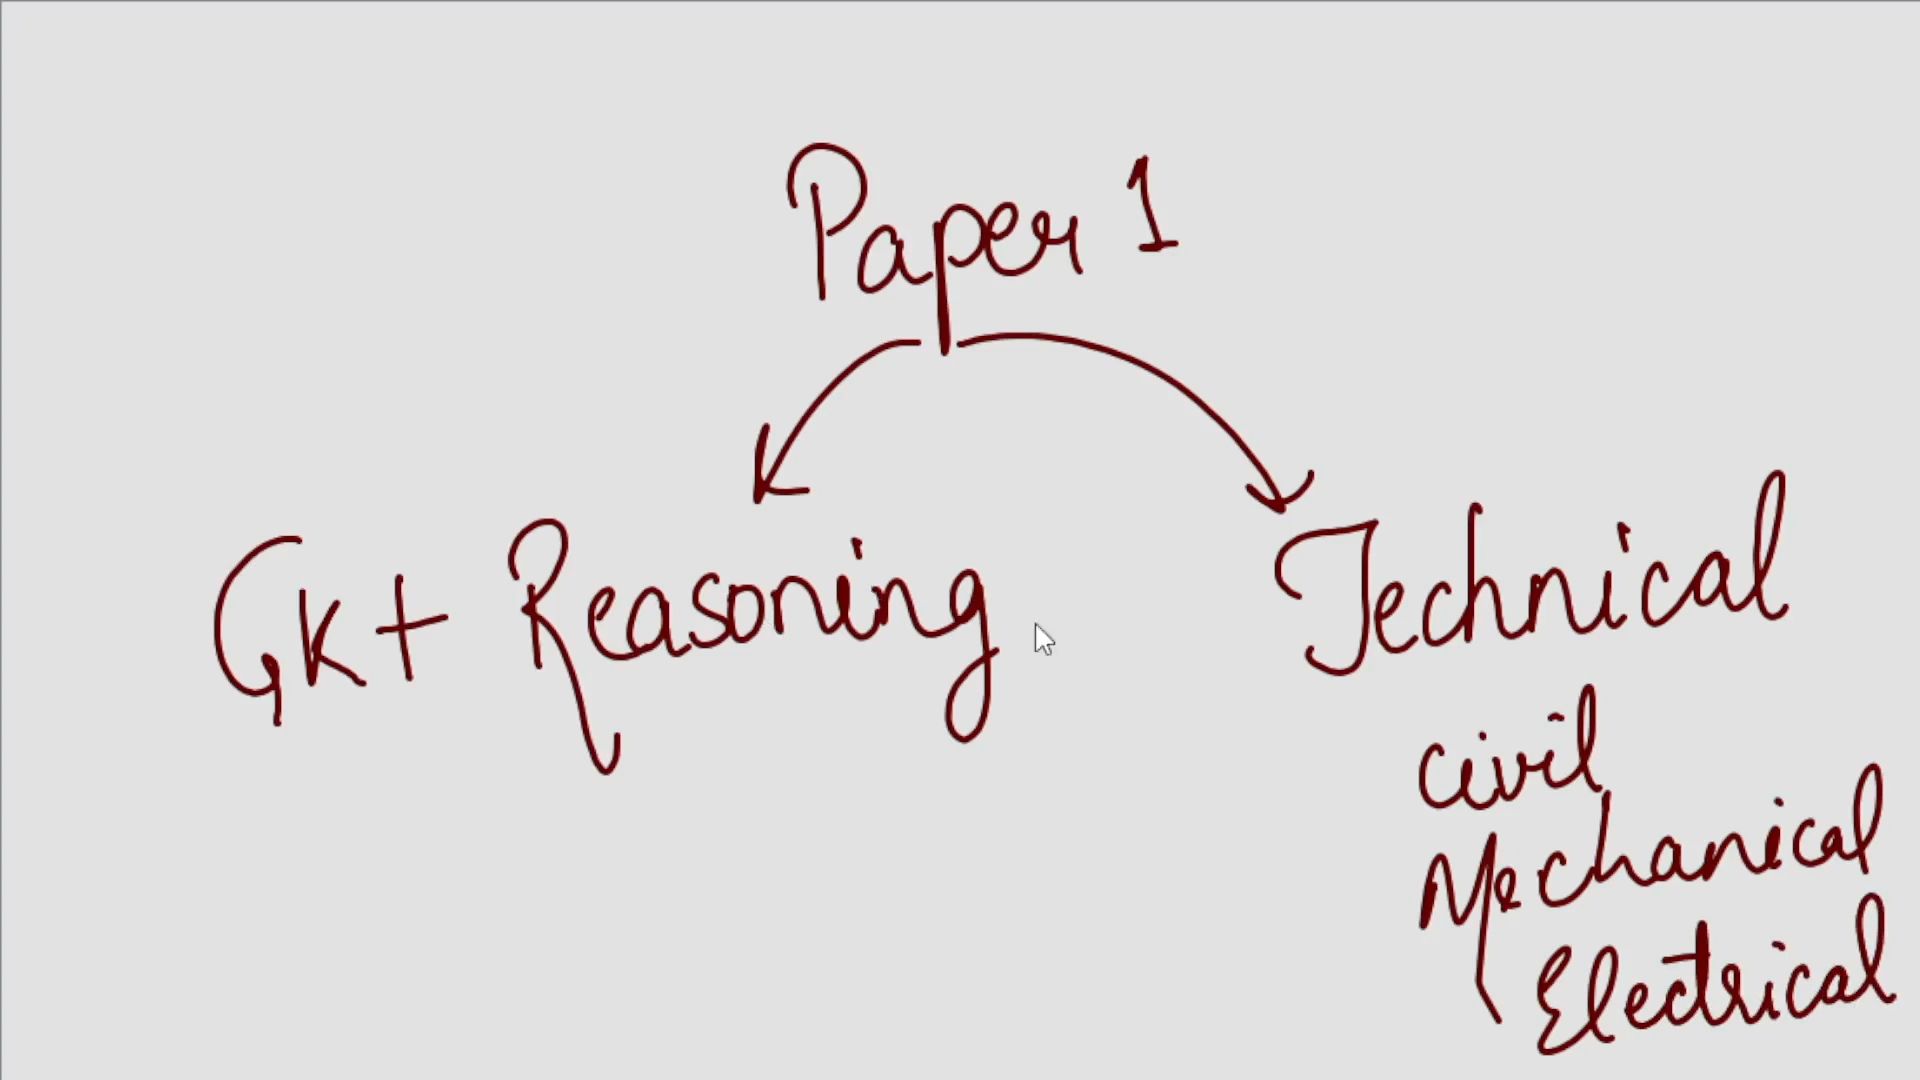 Paper 1
GK + Reasoning
Technical
Civil
Mechanical
Electrical